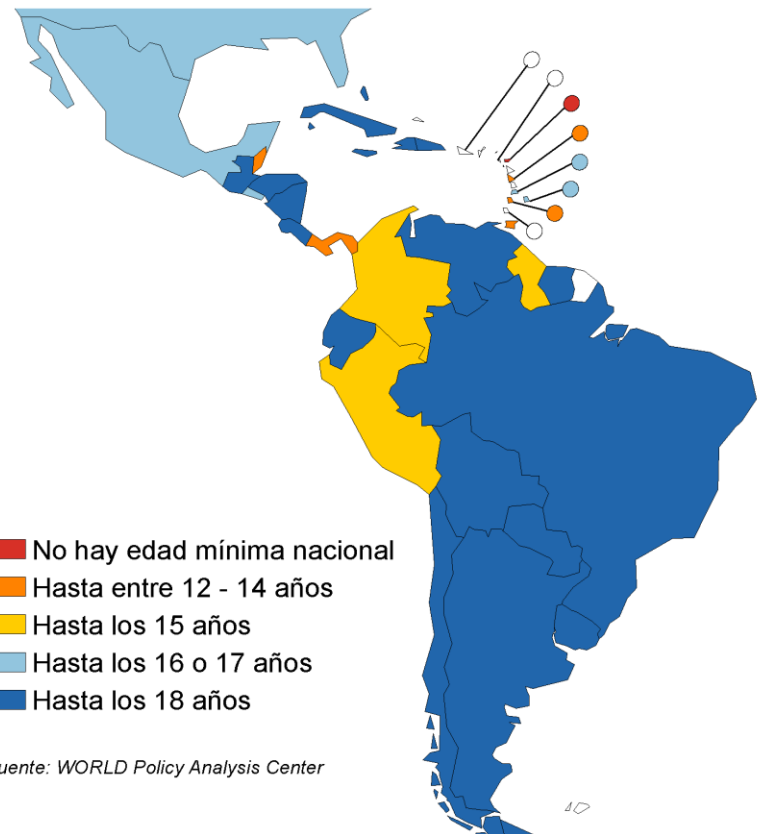 No hay edad mínima nacional
Hasta entre 12 - 14 años
Hasta los 15 años
Hasta los 16 o 17 años
Hasta los 18 años
uente: WORLD Policy Analysis Center